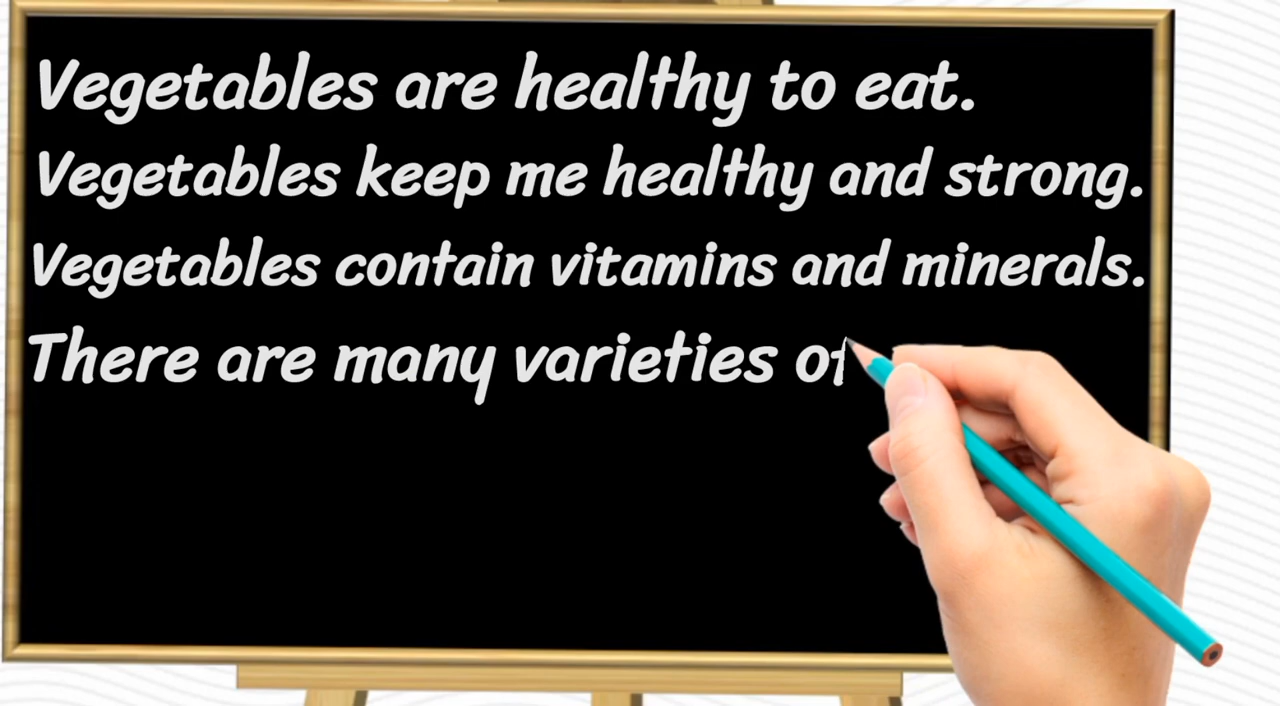 Vegetables are healthy to eat.
Vegetables keep me healthy and strong.
Vegetables contain vitamins and minerals.
There are many varieties of